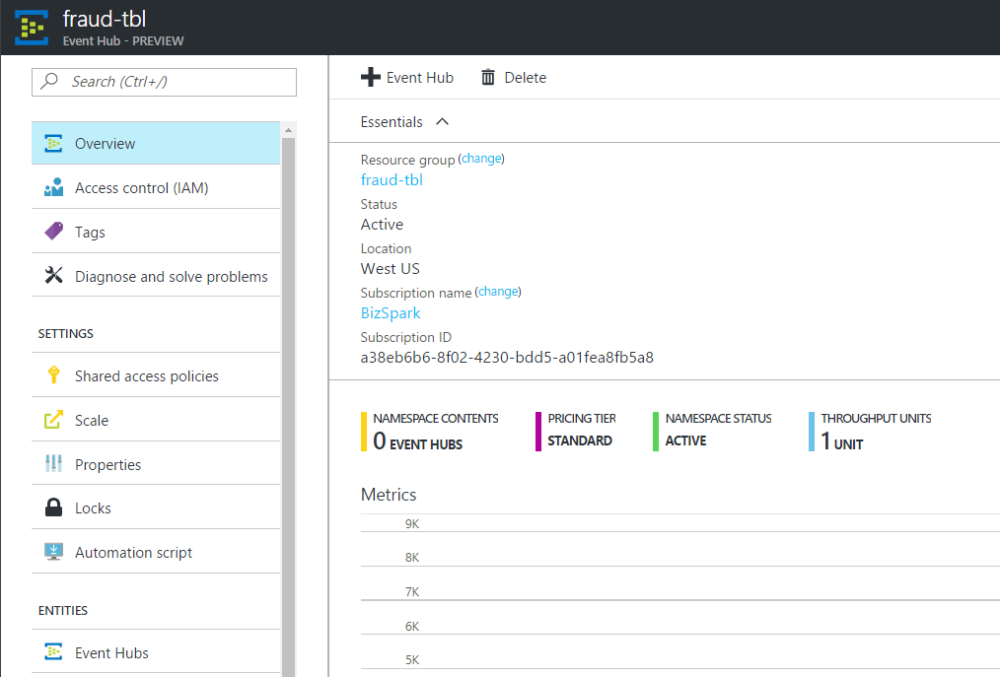 fraud-tbl
Event Hub - PREVIEW
Search (Ctrl+/)
Overview
Access control (IAM)
Tags
Diagnose and solve problems
SETTINGS
Shared access policies
Scale
Properties
Locks
Automation script
ENTITIES
Event Hubs
Event Hub Delete
Essentials
Resource group (change)
fraud-tbl
Status
Active
Location
West US
Subscription name (change)
BizSpark
Subscription ID
a38eb6b6-8f02-4230-bdd5-a01fea8fb5a8
NAMESPACE CONTENTS
0 EVENT HUBS
PRICING TIER
STANDARD
NAMESPACE STATUS
ACTIVE
THROUGHPUT UNITS
1 UNIT
Metrics
9K
8K
7K
6K
5K